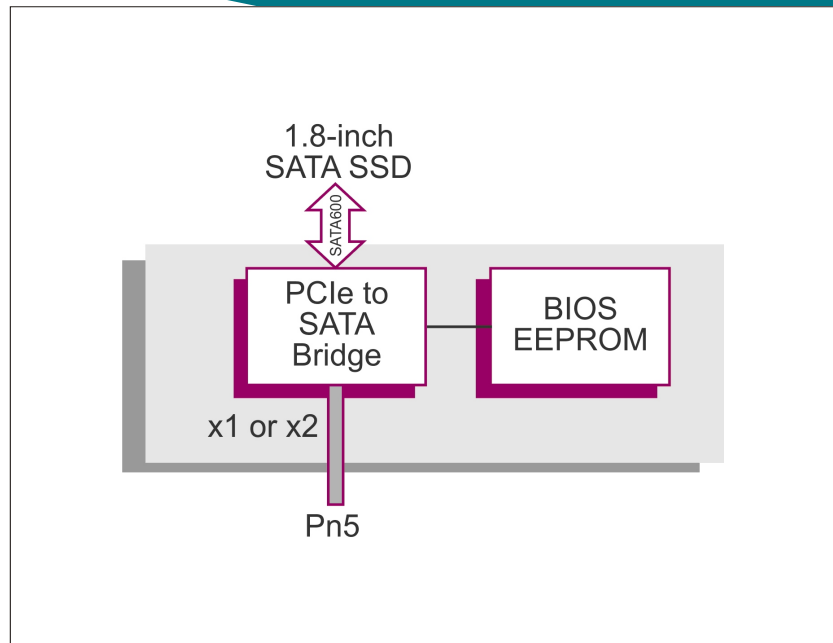 1.8-inch
SATA SSD
SATA600
PCIe to
SATA
Bridge
BIOS
EEPROM
x1 or x2
Pn5